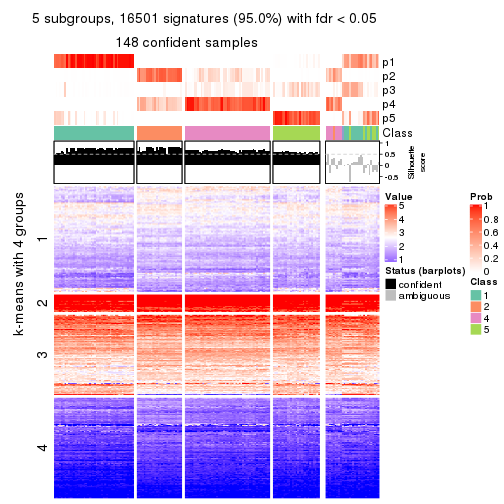 5 subgroups, 16501 signatures (95.0%) with fdr < 0.05
148 confident samples
p1
p2
p3
p4
p5
Class
1
0.5
0
-0.5
Silhouette
score
k-means with 4 groups
1
2
3
4
Value
5
4
3
2
1
Status (barplots)
confident
ambiguous
Prob
1
0.8
0.6
0.4
0.2
0
Class
1
2
4
5